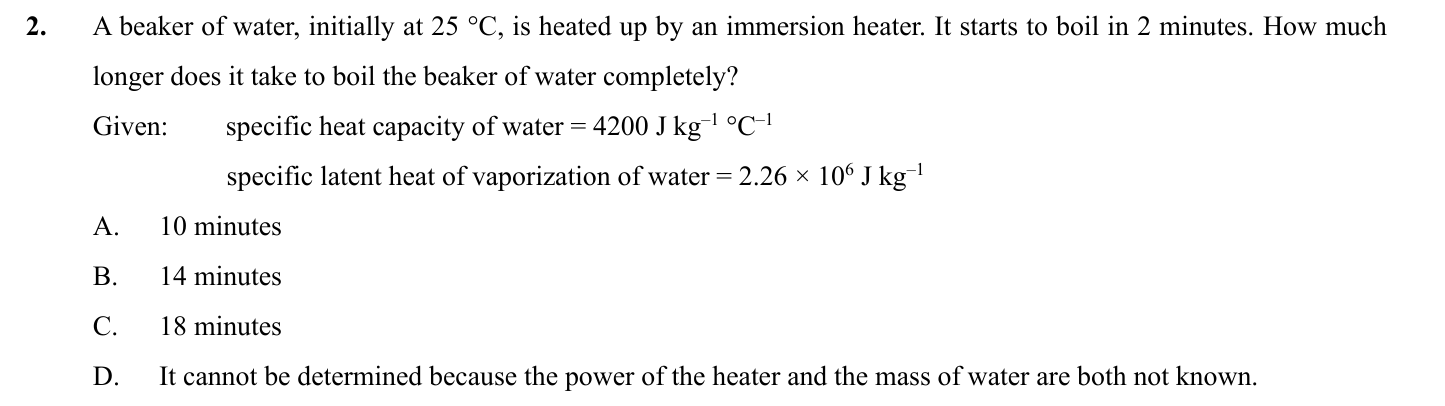 2. A beaker of water, initially at 25 °C, is heated up by an immersion heater. It starts to boil in 2 minutes. How much
longer does it take to boil the beaker of water completely?
Given: specific heat capacity of water = 4200 J kg⁻¹ °C⁻¹
specific latent heat of vaporization of water = 2.26 × 10⁶ J kg⁻¹
A. 10 minutes
B. 14 minutes
C. 18 minutes
D. It cannot be determined because the power of the heater and the mass of water are both not known.